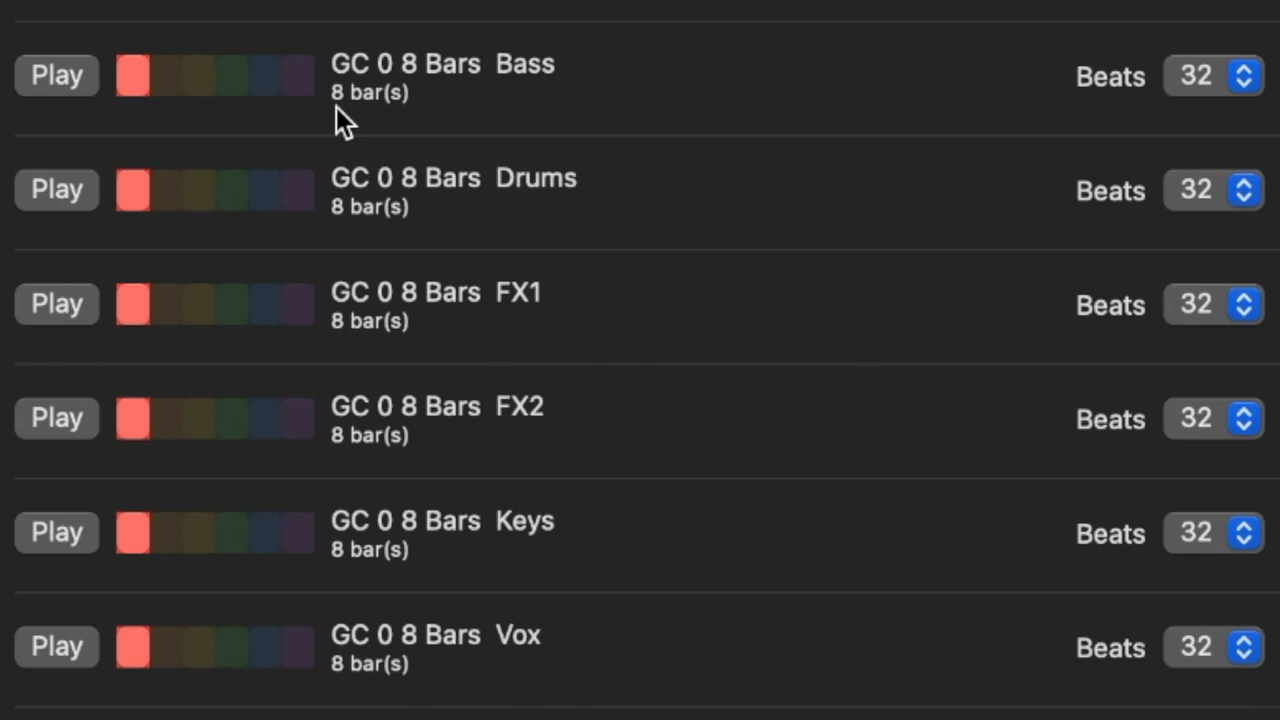 Play GC 0 8 Bars  Bass Beats 32
8 bar(s)
Play GC 0 8 Bars  Drums Beats 32
8 bar(s)
Play GC 0 8 Bars  FX1 Beats 32
8 bar(s)
Play GC 0 8 Bars  FX2 Beats 32
8 bar(s)
Play GC 0 8 Bars  Keys Beats 32
8 bar(s)
Play GC 0 8 Bars  Vox Beats 32
8 bar(s)